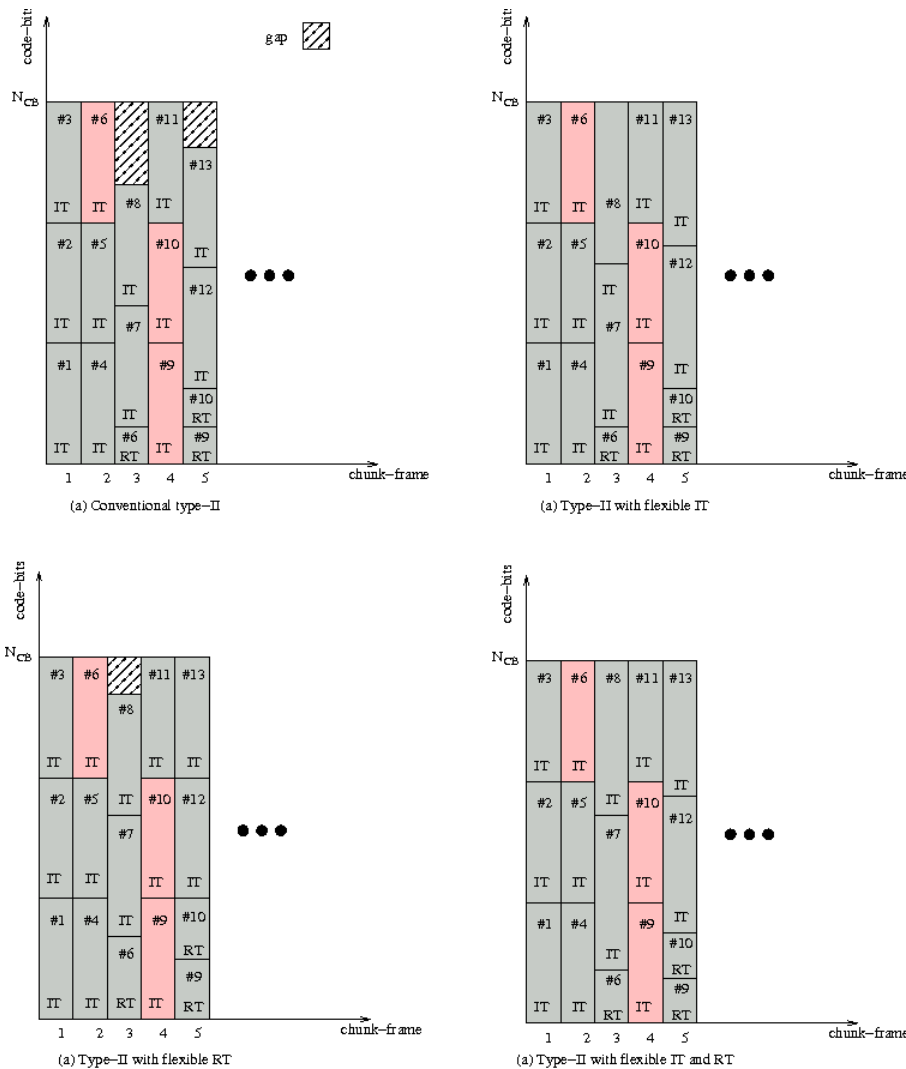 code-bits
gap
N_CB
#3 #6 #11
#13
IT IT #8 IT
#2 #5 #10
IT
#12
IT
IT IT #7 IT
#1 #4 #9
IT
#10
IT RT
IT IT #6 RT IT #9 RT
1 2 3 4 5
chunk-frame
(a) Conventional type-II
code-bits
N_CB
#3 #6 #11 #13
IT IT #8 IT
IT
#2 #5 #10
#12
IT
IT IT #7 IT
#1 #4 #9
IT
#10
IT RT
IT IT #6 RT IT #9 RT
1 2 3 4 5
chunk-frame
(a) Type-II with flexible IT
code-bits
N_CB
#3 #6 #11 #13
#8
IT IT IT IT
#2 #5 IT #10 #12
#7
IT IT IT IT
#1 #4 IT #9 #10
#6 RT
#9
IT IT RT IT RT
1 2 3 4 5
chunk-frame
(a) Type-II with flexible RT
code-bits
N_CB
#3 #6 #8 #11 #13
IT IT IT IT
IT
#2 #5 #7 #10 #12
IT IT IT
#1 #4 #9 IT
#10
IT RT
IT IT #6 RT IT #9 RT
1 2 3 4 5
chunk-frame
(a) Type-II with flexible IT and RT